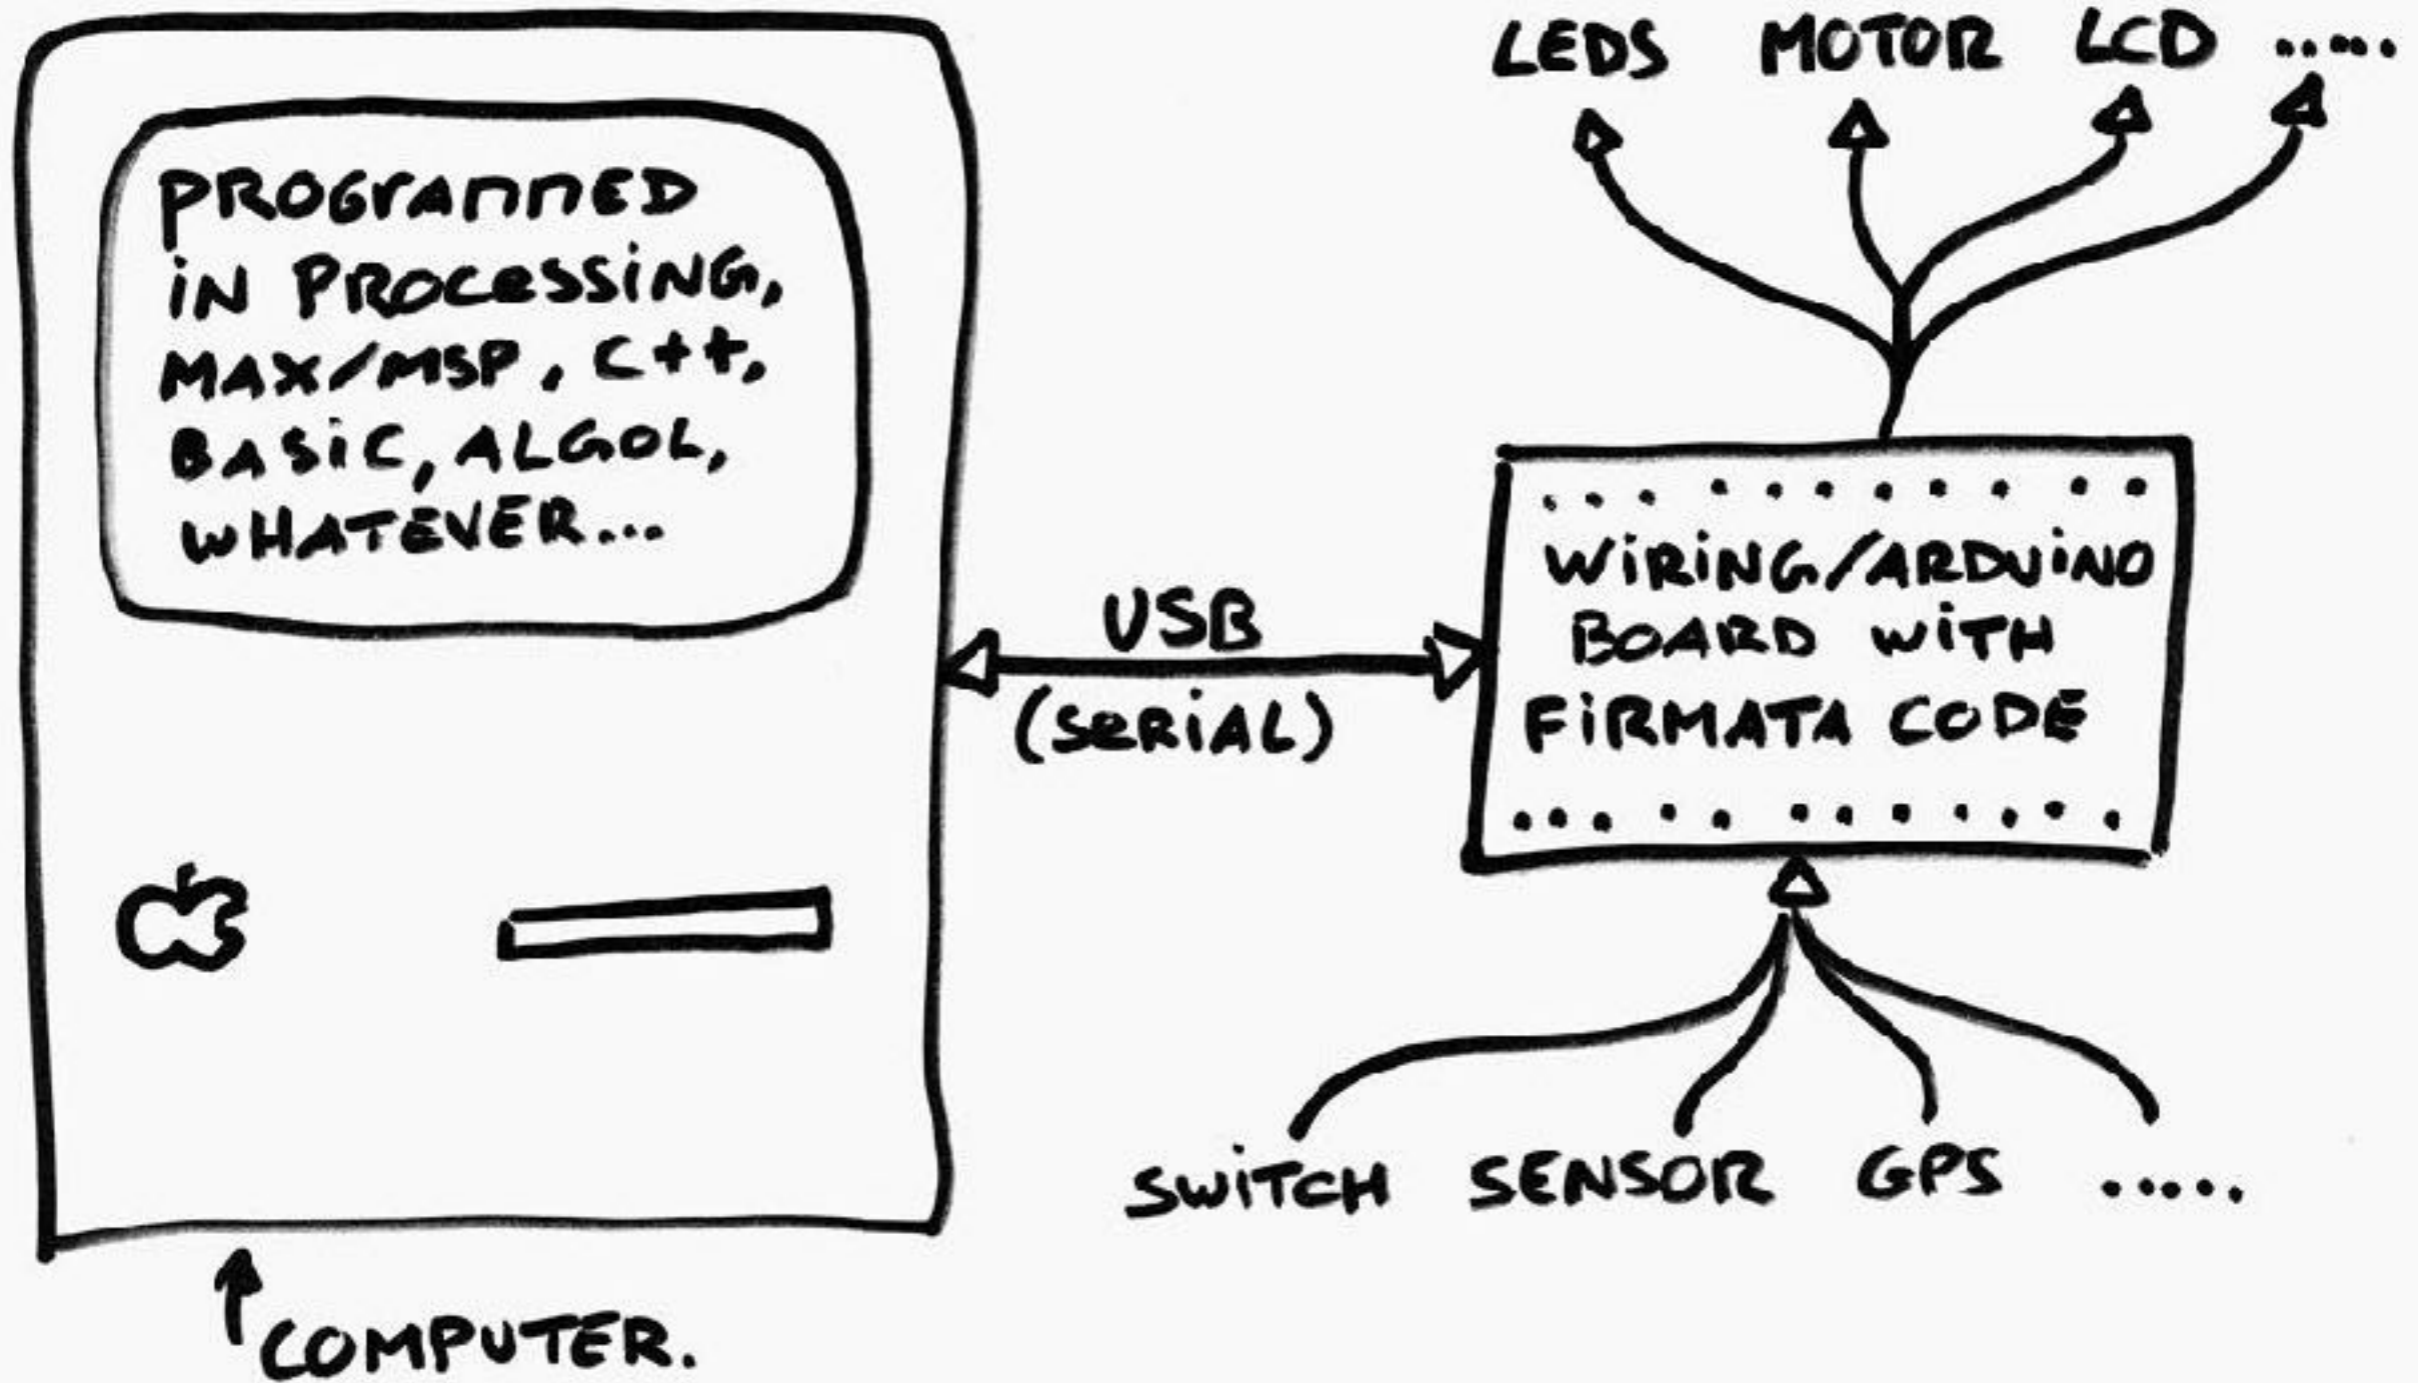 PROGRAMMED
IN PROCESSING,
MAX/MSP, C++,
BASIC, ALGOL,
WHATEVER...
COMPUTER.
USB
(SERIAL)
LEDS MOTOR LCD .....
WIRING/ARDUINO
BOARD WITH
FIRMATA CODE
SWITCH SENSOR GPS .....